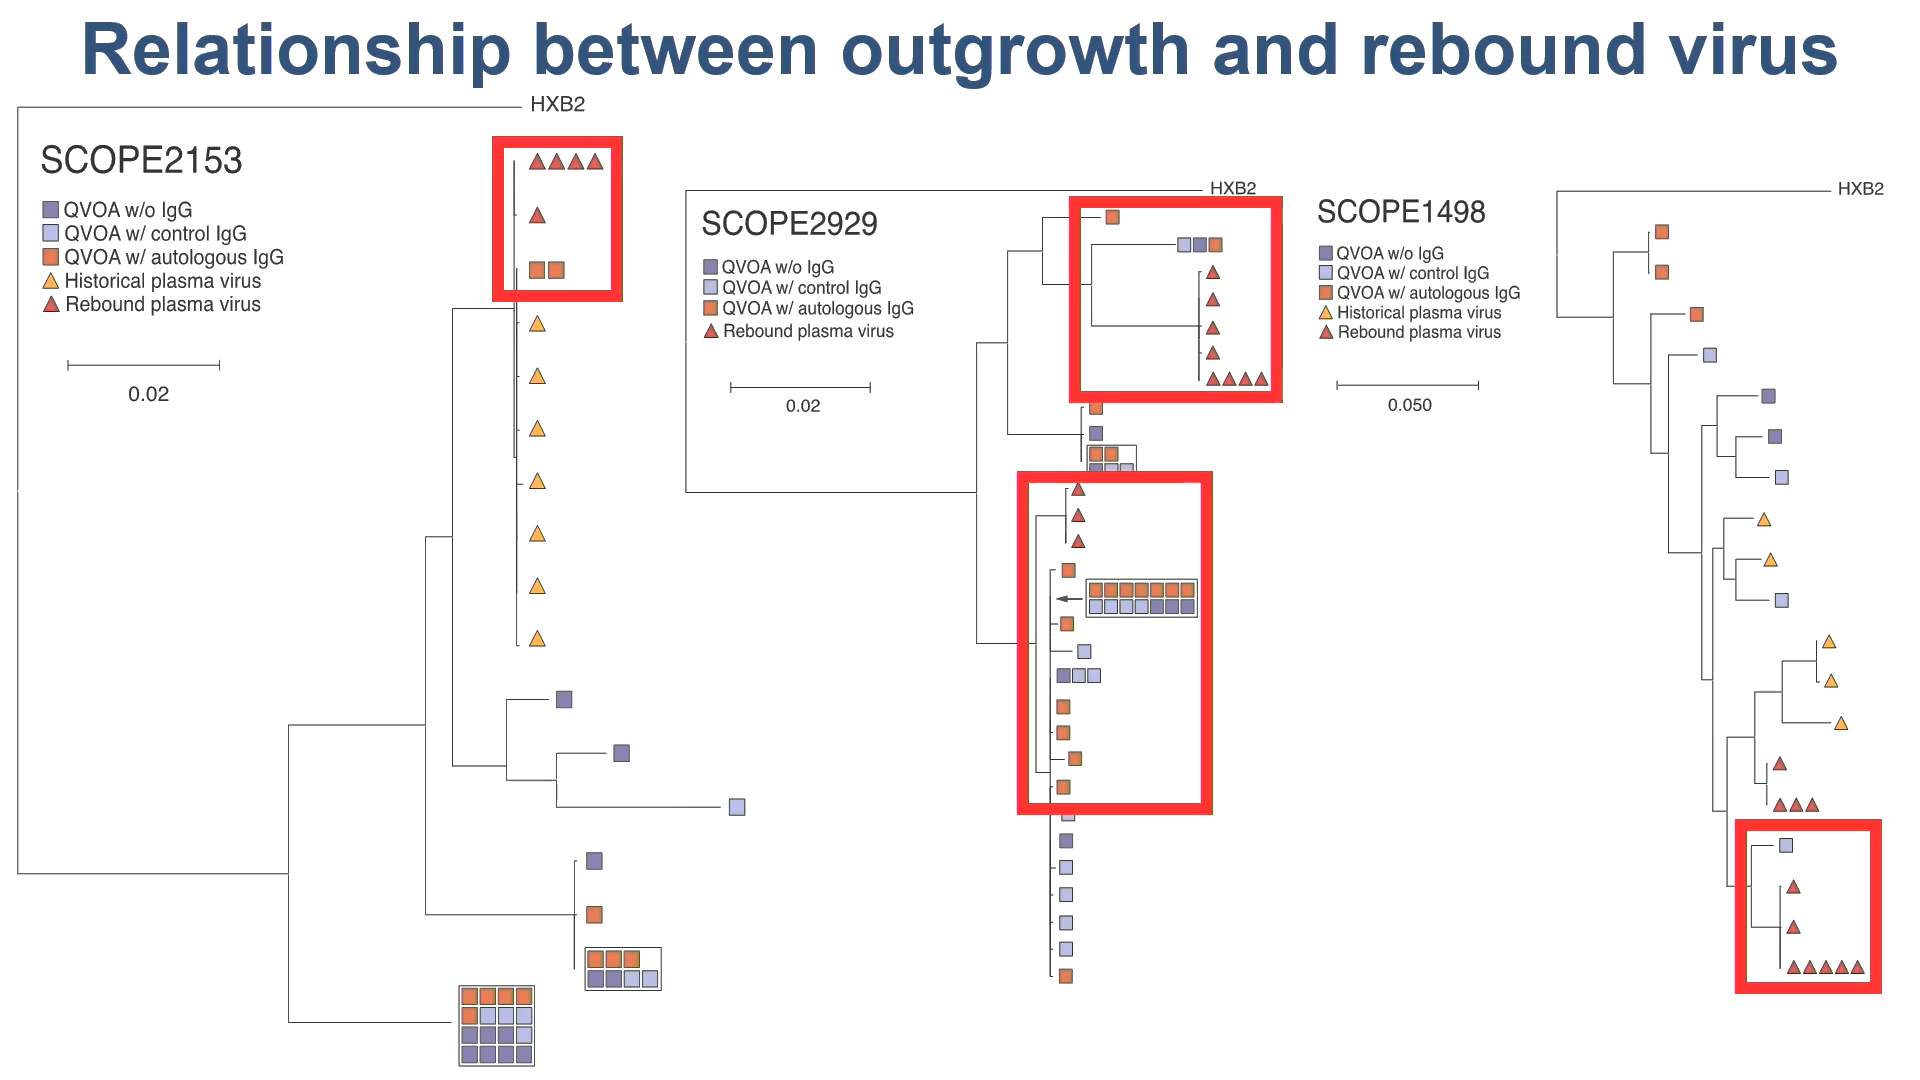 Relationship between outgrowth and rebound virus
HXB2
SCOPE2153
QVOA w/o IgG
QVOA w/ control IgG
QVOA w/ autologous IgG
Historical plasma virus
Rebound plasma virus
0.02
HXB2
SCOPE2929
QVOA w/o IgG
QVOA w/ control IgG
QVOA w/ autologous IgG
Rebound plasma virus
0.02
HXB2
SCOPE1498
QVOA w/o IgG
QVOA w/ control IgG
QVOA w/ autologous IgG
Historical plasma virus
Rebound plasma virus
0.050